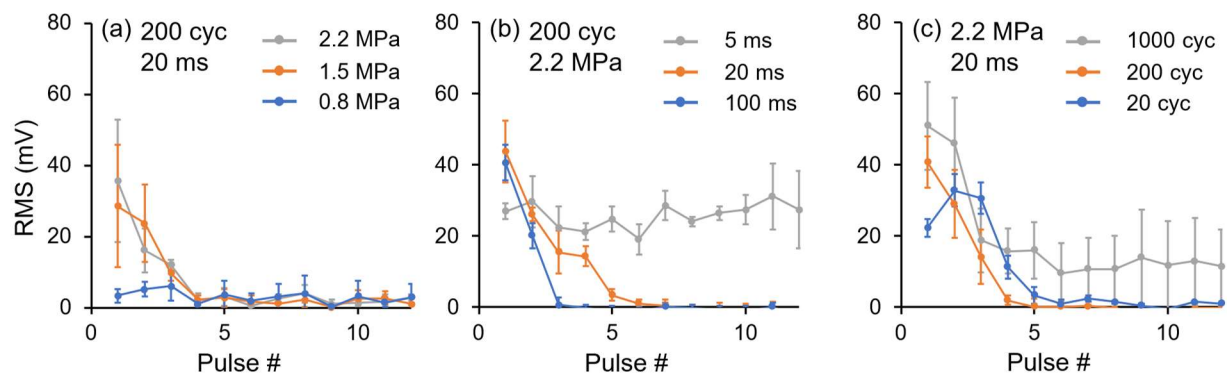 (a) 200 cyc
20 ms
2.2 MPa
1.5 MPa
0.8 MPa
RMS (mV)
80
60
40
20
0
0
5
10
Pulse #
(b) 200 cyc
2.2 MPa
5 ms
20 ms
100 ms
80
60
40
20
0
0
5
10
Pulse #
(c) 2.2 MPa
20 ms
1000 cyc
200 cyc
20 cyc
80
60
40
20
0
0
5
10
Pulse #